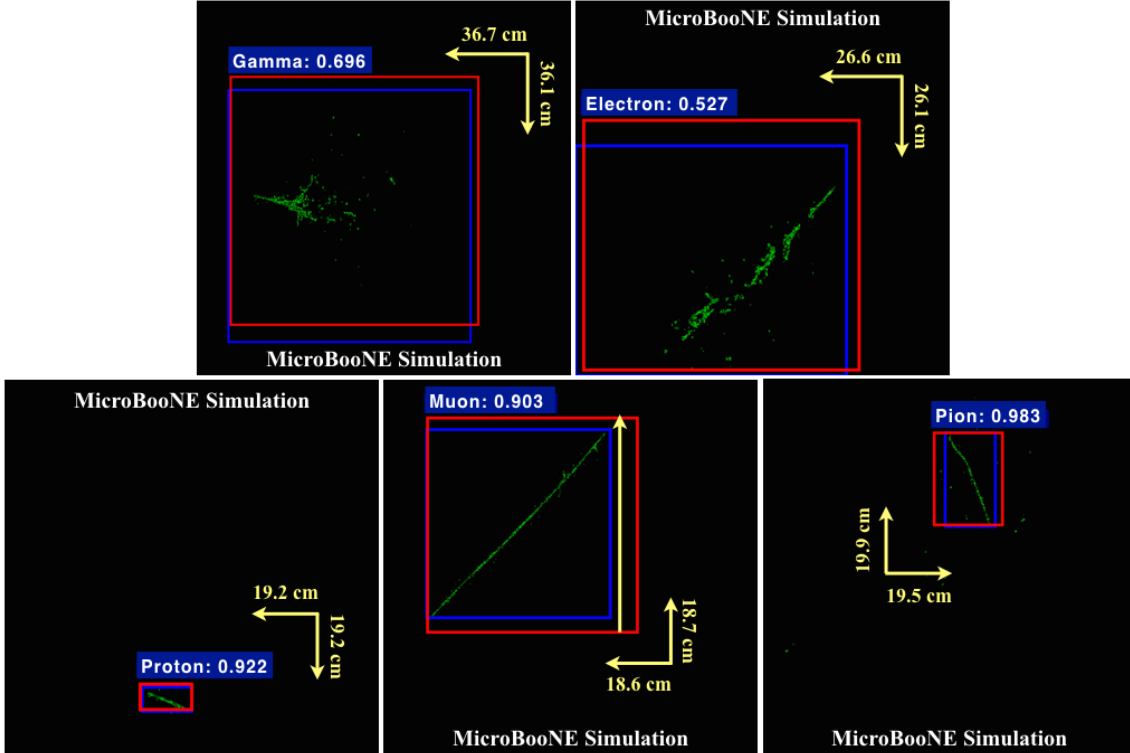 Gamma: 0.696
36.7 cm
36.1 cm
MicroBooNE Simulation
MicroBooNE Simulation
26.6 cm
26.1 cm
Electron: 0.527
MicroBooNE Simulation
19.2 cm
19.2 cm
Proton: 0.922
Muon: 0.903
18.7 cm
18.6 cm
MicroBooNE Simulation
Pion: 0.983
19.9 cm
19.5 cm
MicroBooNE Simulation